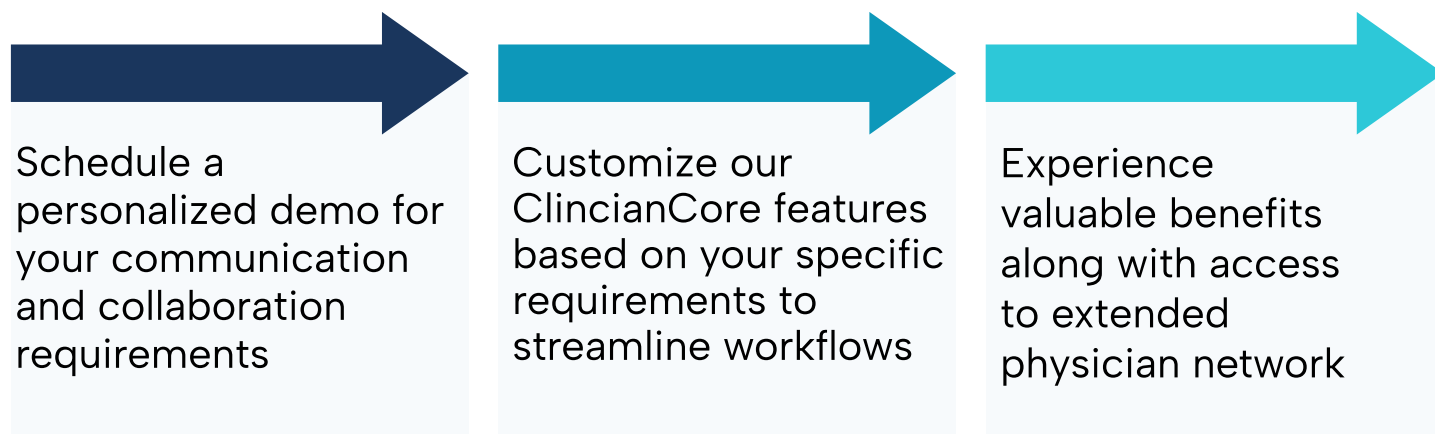 Schedule a
personalized demo for
your communication
and collaboration
requirements
Customize our
ClincianCore features
based on your specific
requirements to
streamline workflows
Experience
valuable benefits
along with access
to extended
physician network